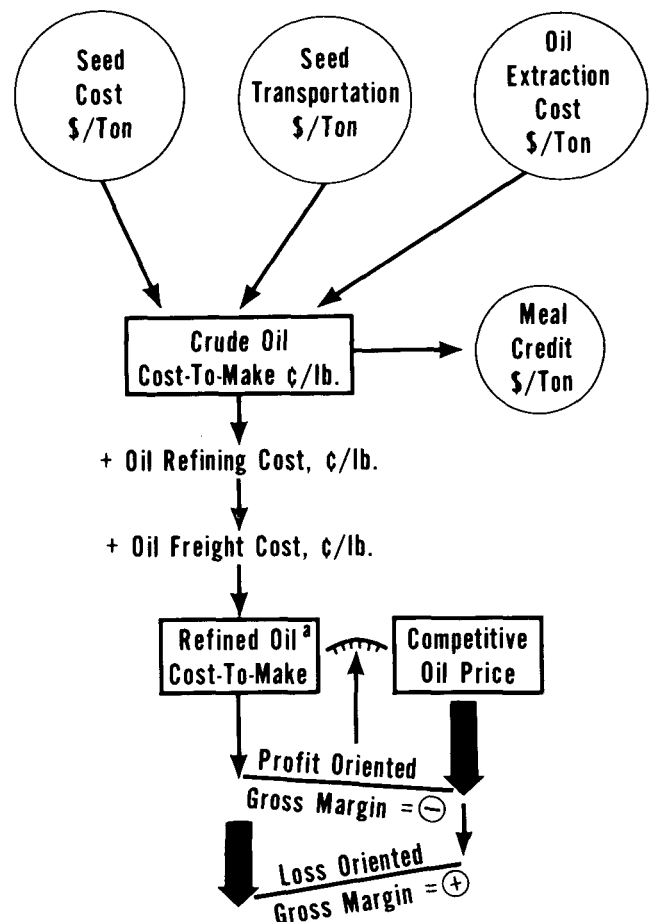 Seed
Cost
$/Ton
Seed
Transportation
$/Ton
Oil
Extraction
Cost
$/Ton
Crude Oil
Cost-To-Make ¢/lb.
Meal
Credit
$/Ton
+ Oil Refining Cost, ¢/lb.
+ Oil Freight Cost, ¢/lb.
Refined Oil a
Cost-To-Make
Competitive
Oil Price
Profit Oriented
Gross Margin = −
Loss Oriented
Gross Margin = +